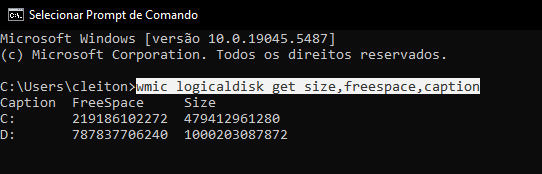 Selecionar Prompt de Comando
Microsoft Windows [versão 10.0.19045.5487]
(c) Microsoft Corporation. Todos os direitos reservados.
C:\Users\cleiton>wmic logicaldisk get size,freespace,caption
Caption  FreeSpace     Size
C:       219186102272  479412961280
D:       787837706240  1000203087872